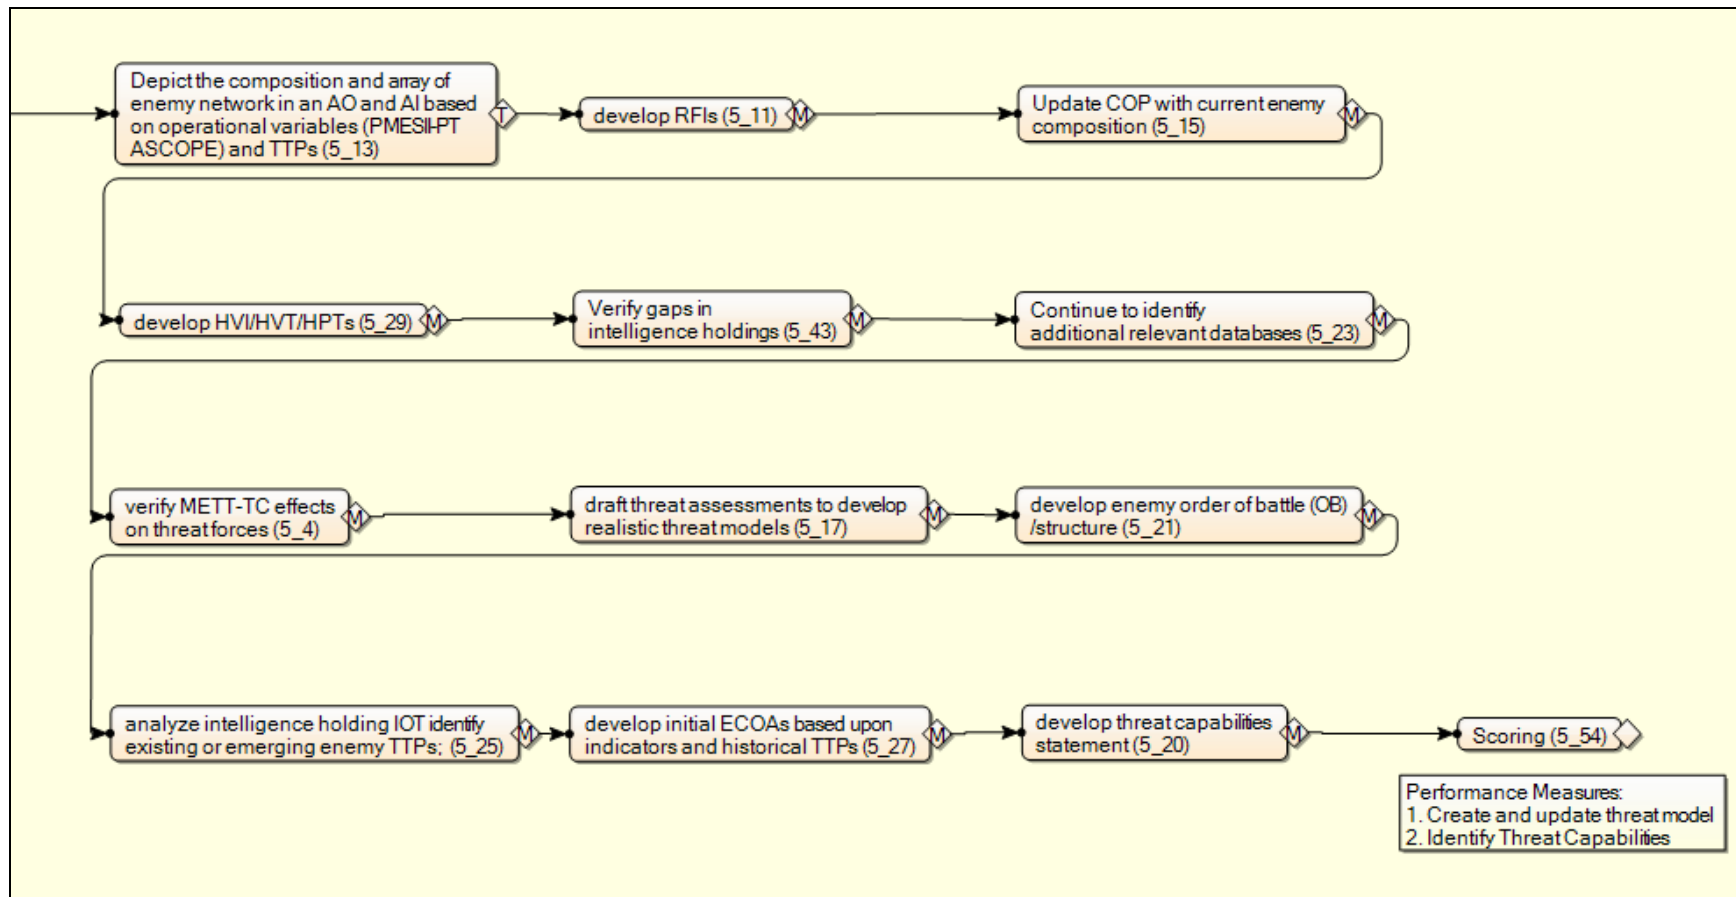 Depict the composition and array of
enemy network in an AO and AI based
on operational variables (PMESII-PT
ASCOPE) and TTPs (5_13)
T
develop RFIs (5_11)
M
Update COP with current enemy
composition (5_15)
M
develop HVI/HVT/HPTs (5_29)
M
Verify gaps in
intelligence holdings (5_43)
M
Continue to identify
additional relevant databases (5_23)
M
verify METT-TC effects
on threat forces (5_4)
M
draft threat assessments to develop
realistic threat models (5_17)
M
develop enemy order of battle (OB)
/structure (5_21)
M
analyze intelligence holding IOT identify
existing or emerging enemy TTPs; (5_25)
M
develop initial ECOAs based upon
indicators and historical TTPs (5_27)
M
develop threat capabilities
statement (5_20)
M
Scoring (5_54)
Performance Measures:
1. Create and update threat model
2. Identify Threat Capabilities